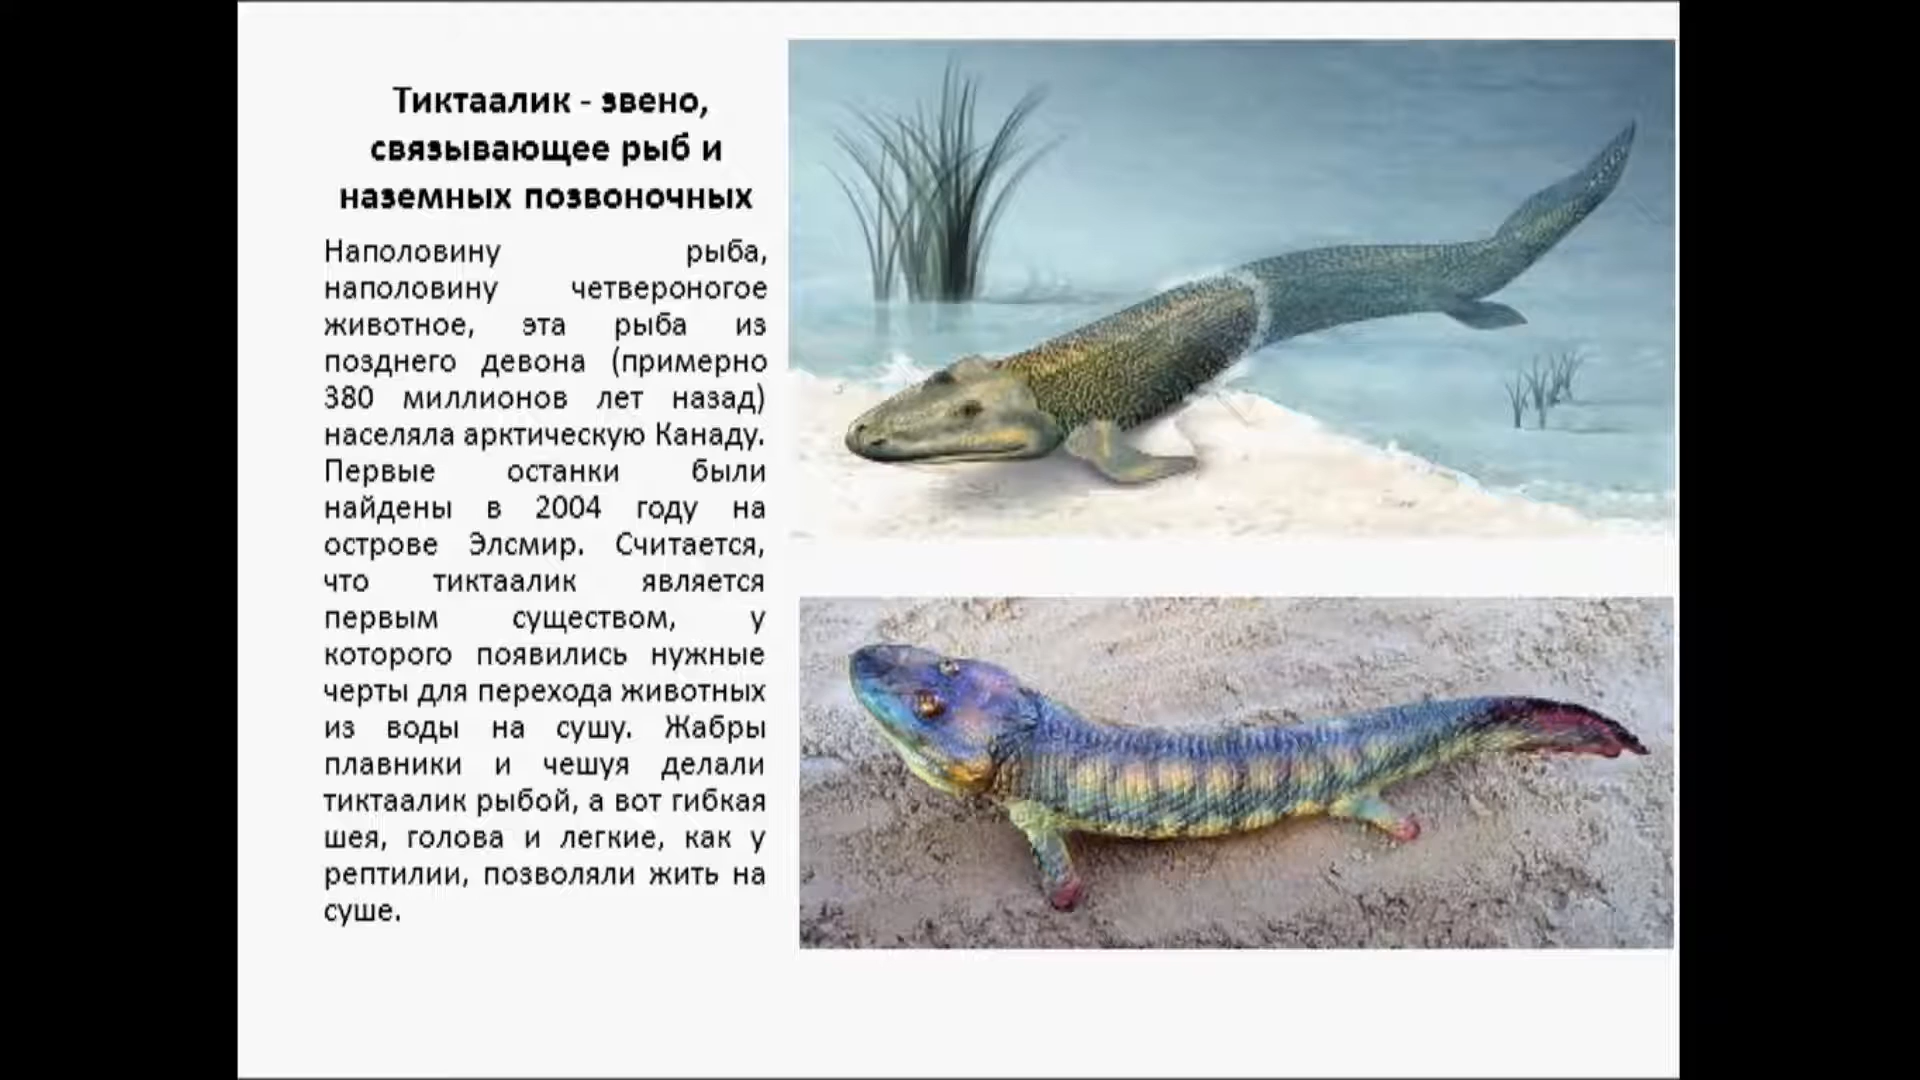 Тиктаалик - звено,
связывающее рыб и
наземных позвоночных
Наполовину рыба,
наполовину четвероногое
животное, эта рыба из
позднего девона (примерно
380 миллионов лет назад)
населяла арктическую Канаду.
Первые останки были
найдены в 2004 году на
острове Элсмир. Считается,
что тиктаалик является
первым существом, у
которого появились нужные
черты для перехода животных
из воды на сушу. Жабры
плавники и чешуя делали
тиктаалик рыбой, а вот гибкая
шея, голова и легкие, как у
рептилии, позволяли жить на
суше.